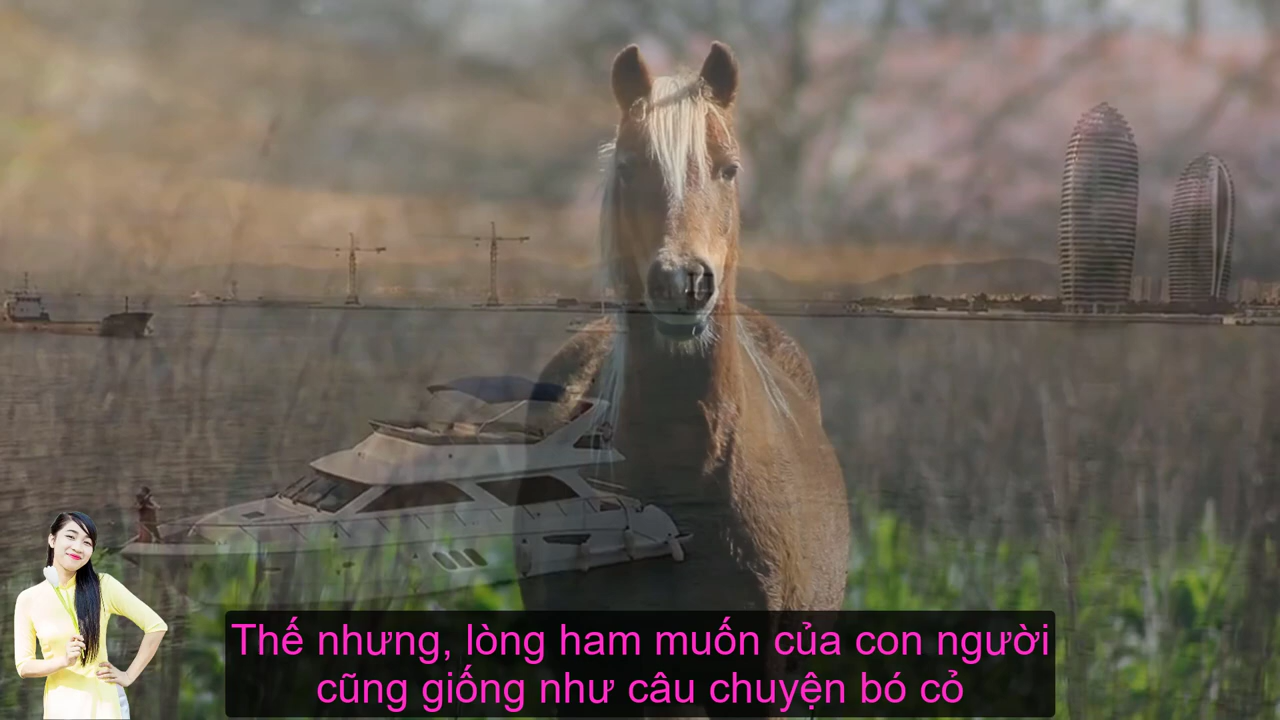 Thế nhưng, lòng ham muốn của con người
cũng giống như câu chuyện bó cỏ